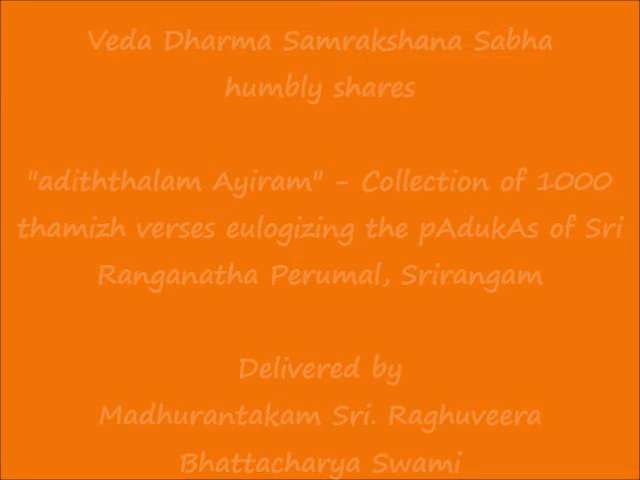 Veda Dharma Samrakshana Sabha
humbly shares
"adiththalam Ayiram" - Collection of 1000
thamizh verses eulogizing the pAdukAs of Sri
Ranganatha Perumal, Srirangam
Delivered by
Madhurantakam Sri. Raghuveera
Bhattacharya Swami